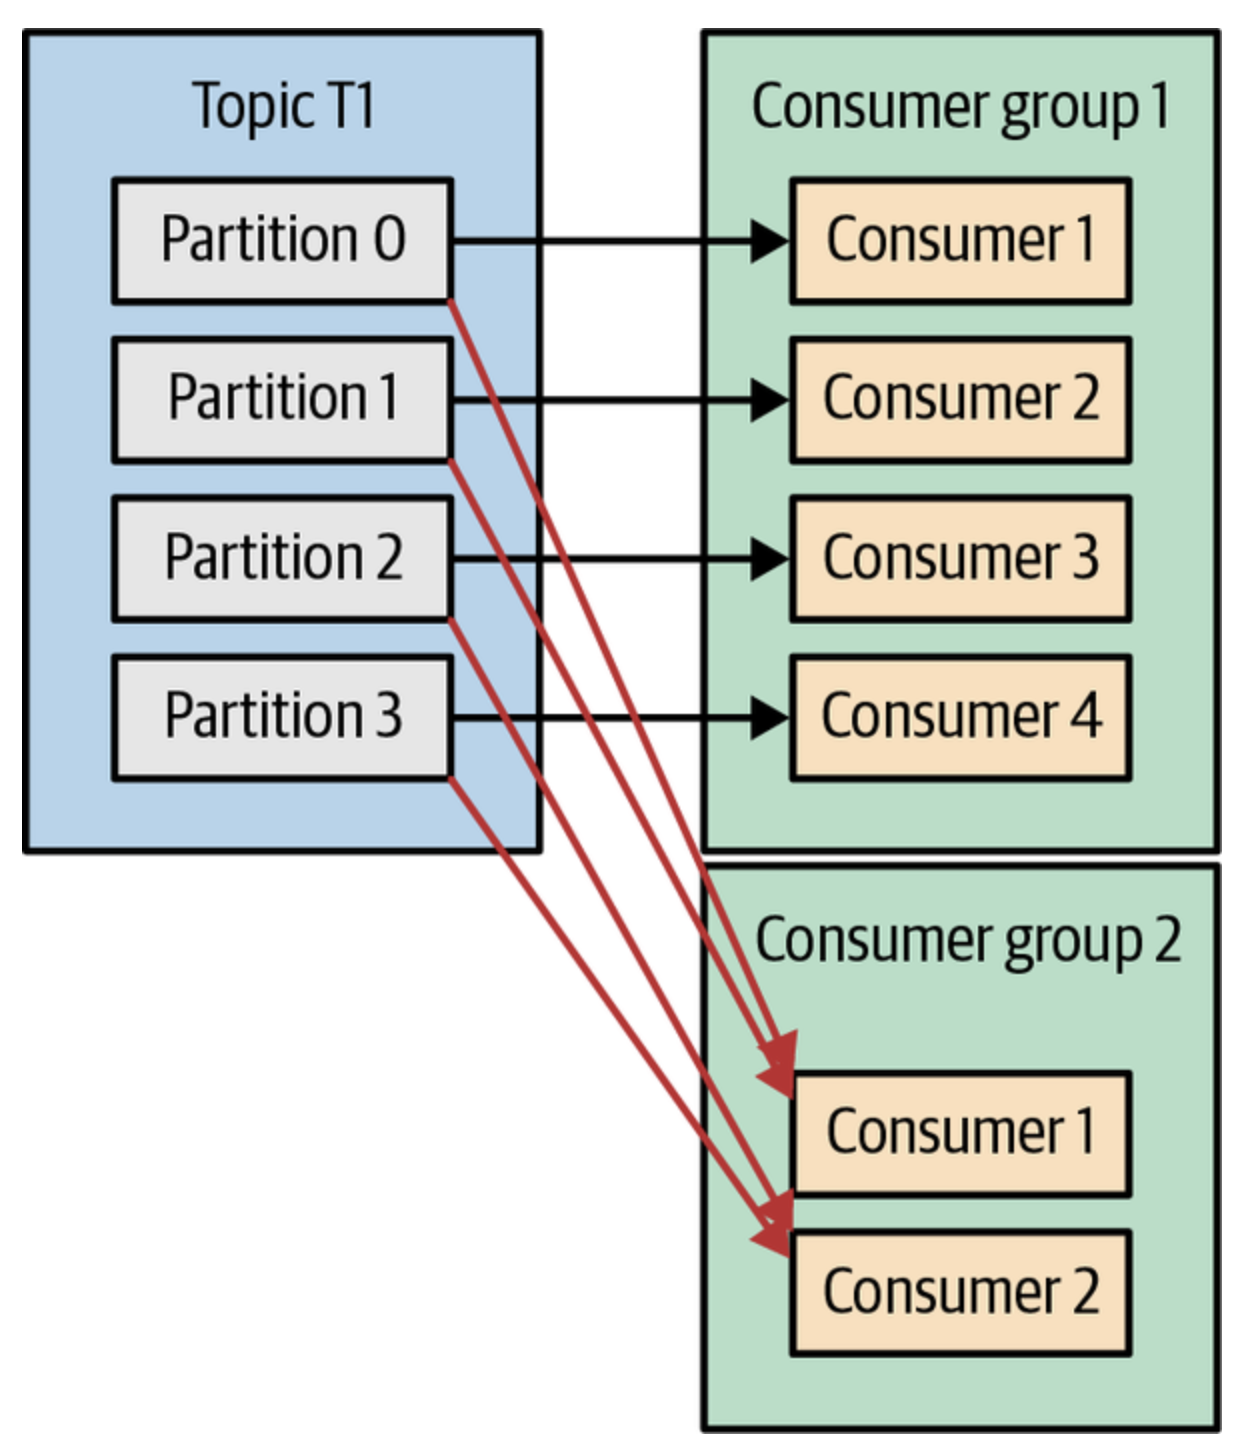 Topic T1
Partition 0
Partition 1
Partition 2
Partition 3
Consumer group 1
Consumer 1
Consumer 2
Consumer 3
Consumer 4
Consumer group 2
Consumer 1
Consumer 2